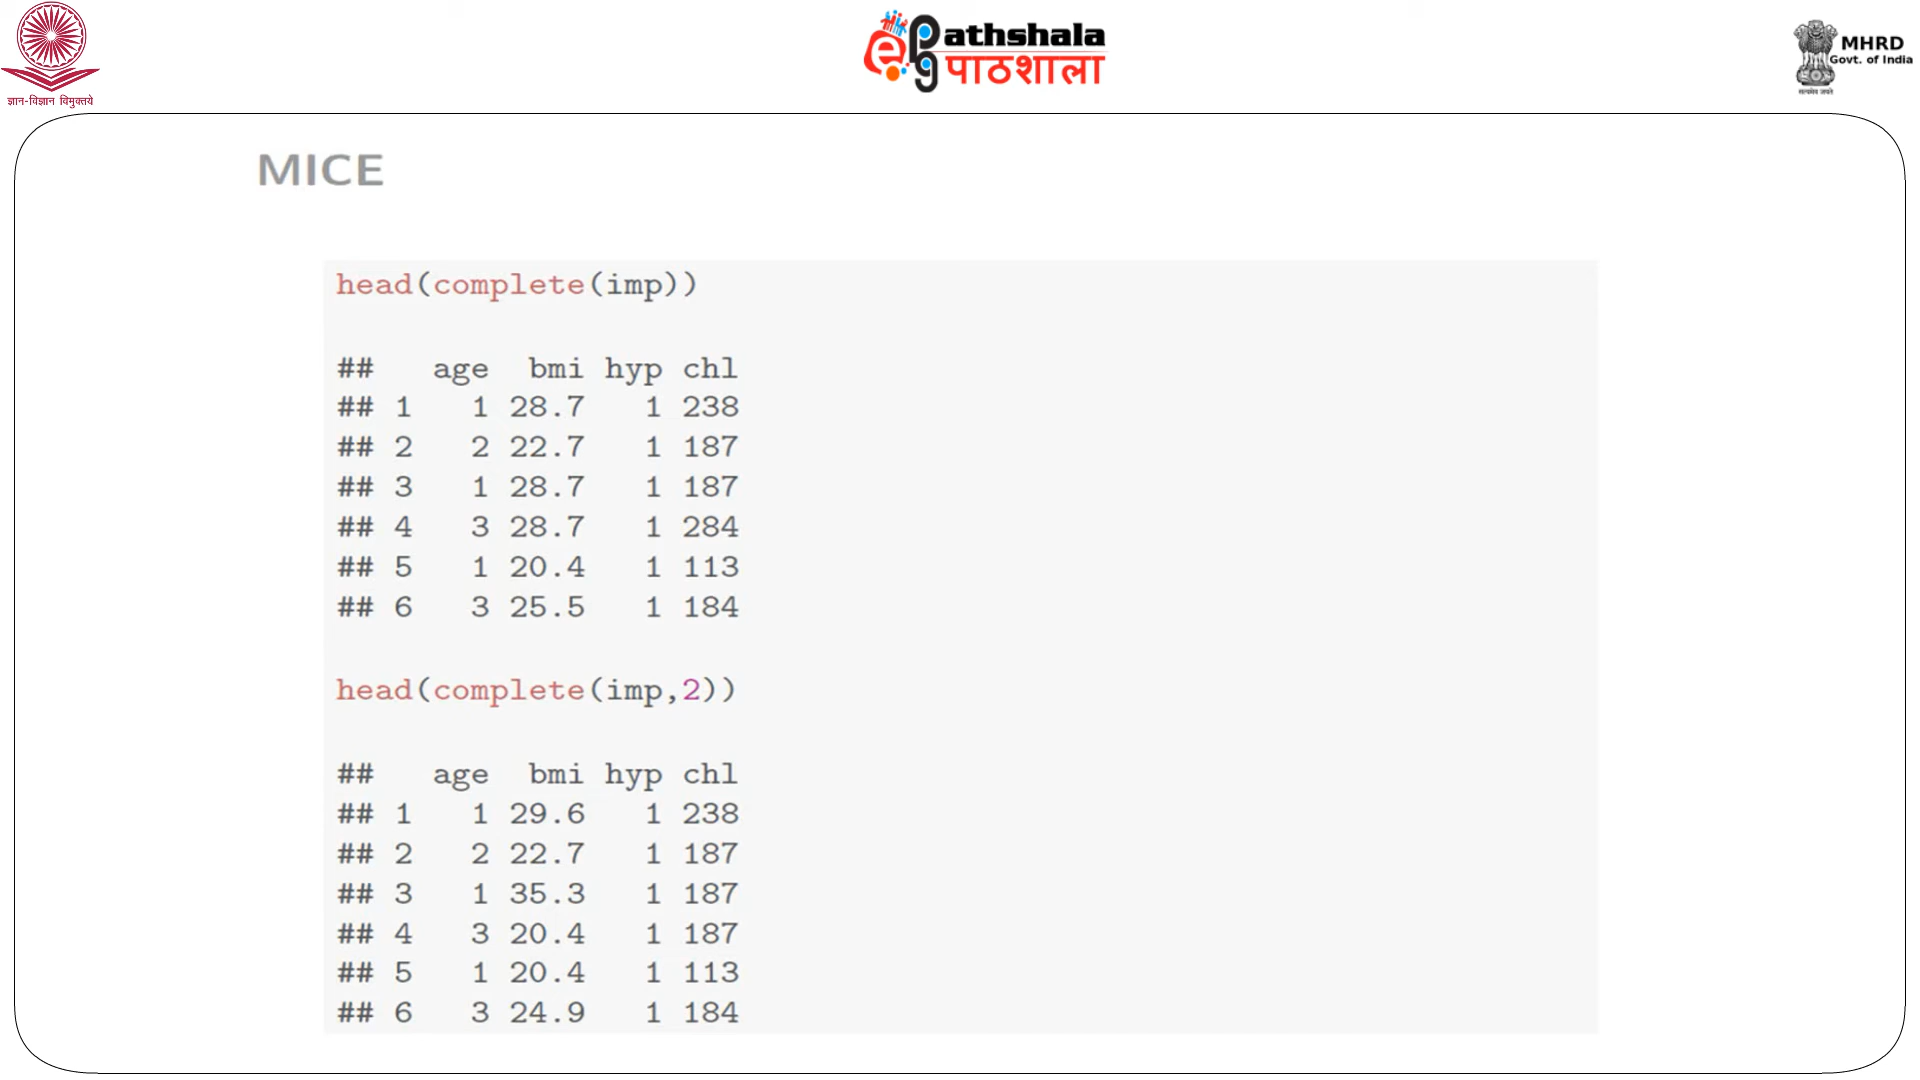 ज्ञान-विज्ञान विमुक्तये
ePG athshala
पाठशाला
MHRD
Govt. of India
सत्यमेव जयते
MICE
head(complete(imp))
##   age  bmi hyp chl
## 1   1 28.7   1 238
## 2   2 22.7   1 187
## 3   1 28.7   1 187
## 4   3 28.7   1 284
## 5   1 20.4   1 113
## 6   3 25.5   1 184
head(complete(imp,2))
##   age  bmi hyp chl
## 1   1 29.6   1 238
## 2   2 22.7   1 187
## 3   1 35.3   1 187
## 4   3 20.4   1 187
## 5   1 20.4   1 113
## 6   3 24.9   1 184